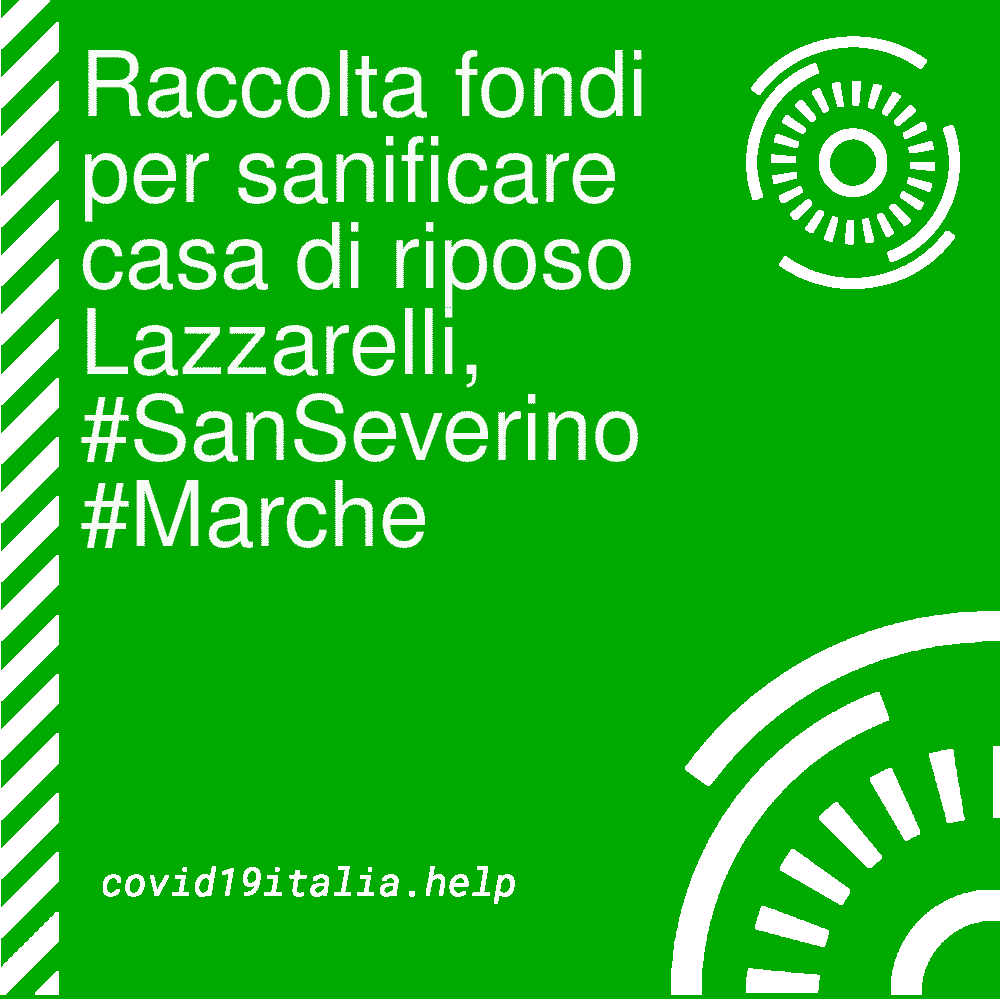 Raccolta fondi
per sanificare
casa di riposo
Lazzarelli,
#SanSeverino
#Marche
covid19italia.help